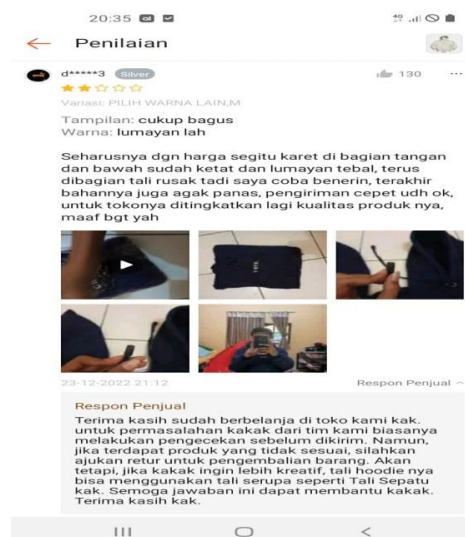 20:35
Penilaian
d*****3 Silver
130
Variasi: PILIH WARNA LAIN,M
Tampilan: cukup bagus
Warna: lumayan lah
Seharusnya dgn harga segitu karet di bagian tangan
dan bawah sudah ketat dan lumayan tebal, terus
dibagian tali rusak tadi saya coba benerin, terakhir
bahannya juga agak panas, pengiriman cepet udh ok,
untuk tokonya ditingkatkan lagi kualitas produk nya,
maaf bgt yah
23-12-2022 21:12
Respon Penjual
Respon Penjual
Terima kasih sudah berbelanja di toko kami kak.
untuk permasalahan kakak dari tim kami biasanya
melakukan pengecekan sebelum dikirim. Namun,
jika terdapat produk yang tidak sesuai, silahkan
ajukan retur untuk pengembalian barang. Akan
tetapi, jika kakak ingin lebih kreatif, tali hoodie nya
bisa menggunakan tali serupa seperti Tali Sepatu
kak. Semoga jawaban ini dapat membantu kakak.
Terima kasih kak.